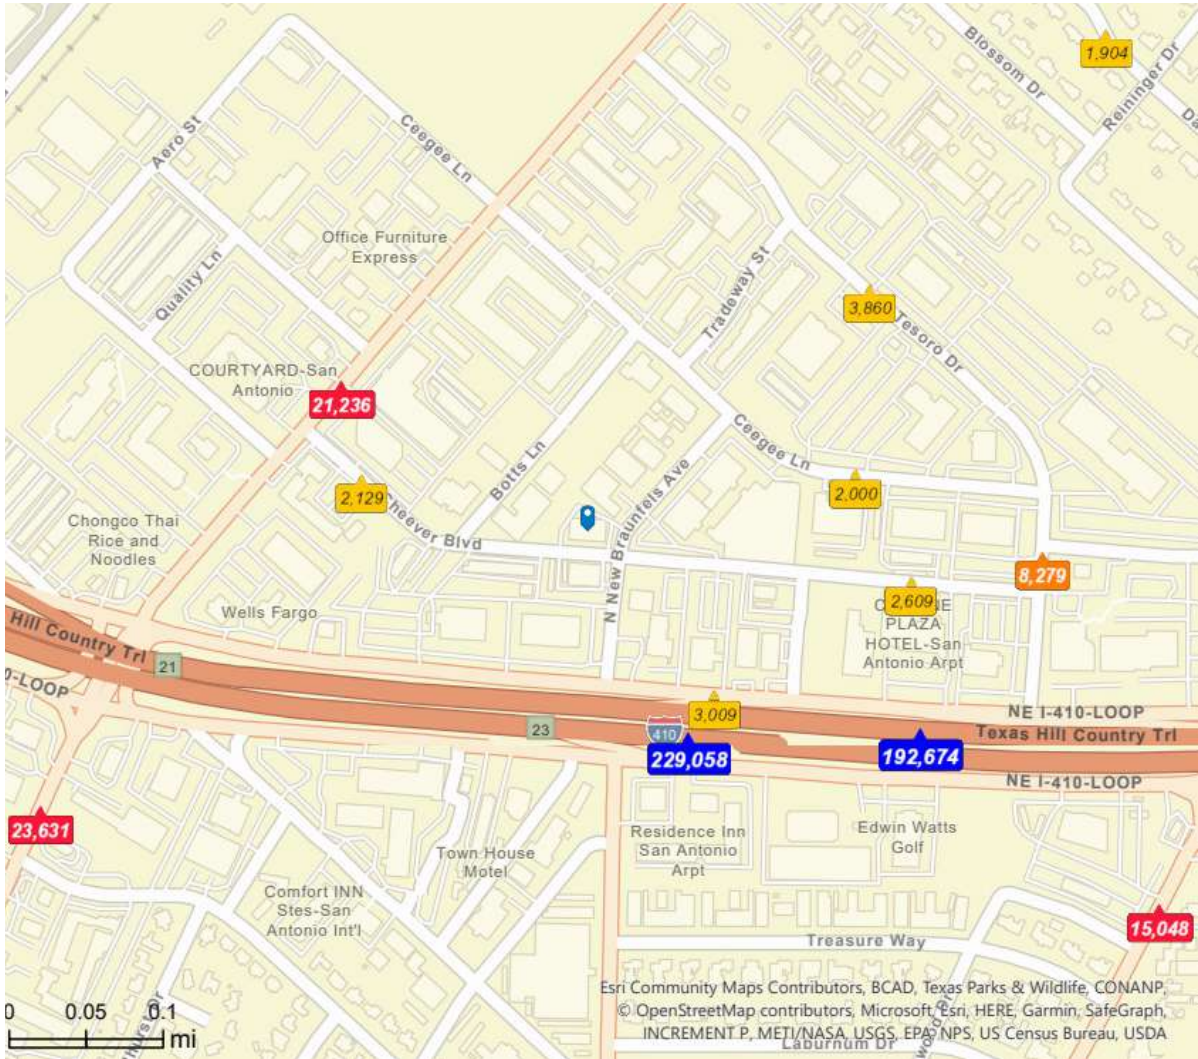 Blossom Dr
1,904
Reininger Dr
Da
Aero St
Ceegee Ln
Office Furniture
Express
Quality Ln
Tradeway St
3,860
Tesoro Dr
COURTYARD-San
Antonio
21,236
Ceegee Ln
Botts Ln
2,129
Cheever Blvd
N New Braunfels Ave
2,000
Chongco Thai
Rice and
Noodles
8,279
2,609
PLAZA
HOTEL-San
Antonio Arpt
Wells Fargo
Hill Country Trl
21
0-LOOP
3,009
NE I-410-LOOP
23
410
Texas Hill Country Trl
229,058
192,674
NE I-410-LOOP
23,631
Residence Inn
San Antonio
Arpt
Edwin Watts
Golf
Town House
Motel
Comfort INN
Stes-San
Antonio Int'l
15,048
Treasure Way
Esri Community Maps Contributors, BCAD, Texas Parks & Wildlife, CONANP,
© OpenStreetMap contributors, Microsoft, Esri, HERE, Garmin, SafeGraph,
INCREMENT P, METI/NASA, USGS, EPA, NPS, US Census Bureau, USDA
0 0.05 0.1
mi
Laburnum Dr